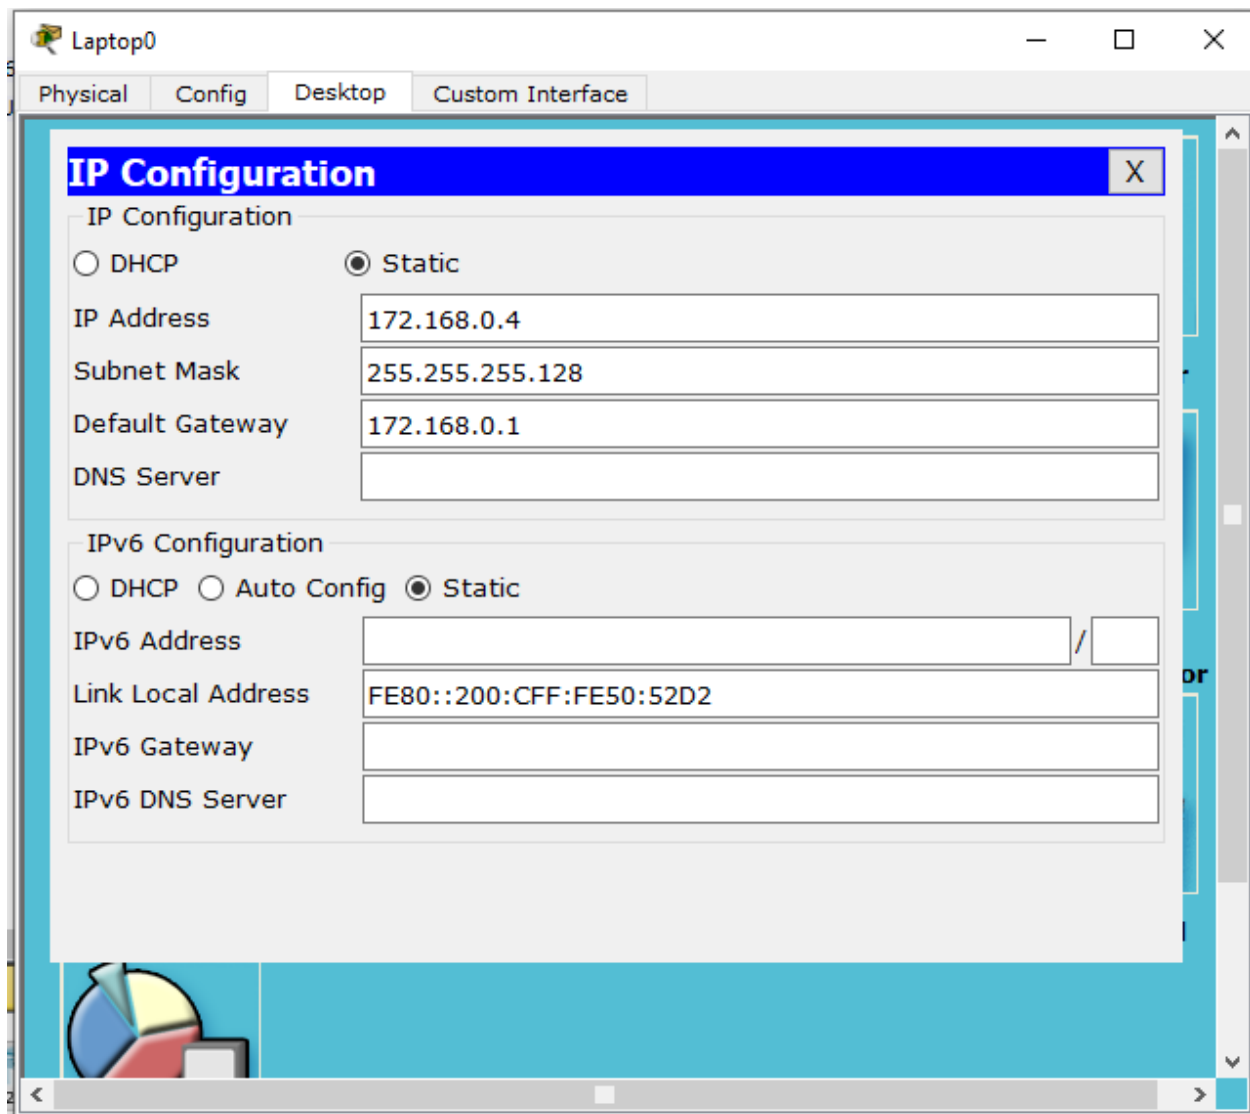 Laptop0
Physical Config Desktop Custom Interface
IP Configuration X
IP Configuration
DHCP Static
IP Address 172.168.0.4
Subnet Mask 255.255.255.128
Default Gateway 172.168.0.1
DNS Server
IPv6 Configuration
DHCP Auto Config Static
IPv6 Address /
Link Local Address FE80::200:CFF:FE50:52D2
IPv6 Gateway
IPv6 DNS Server